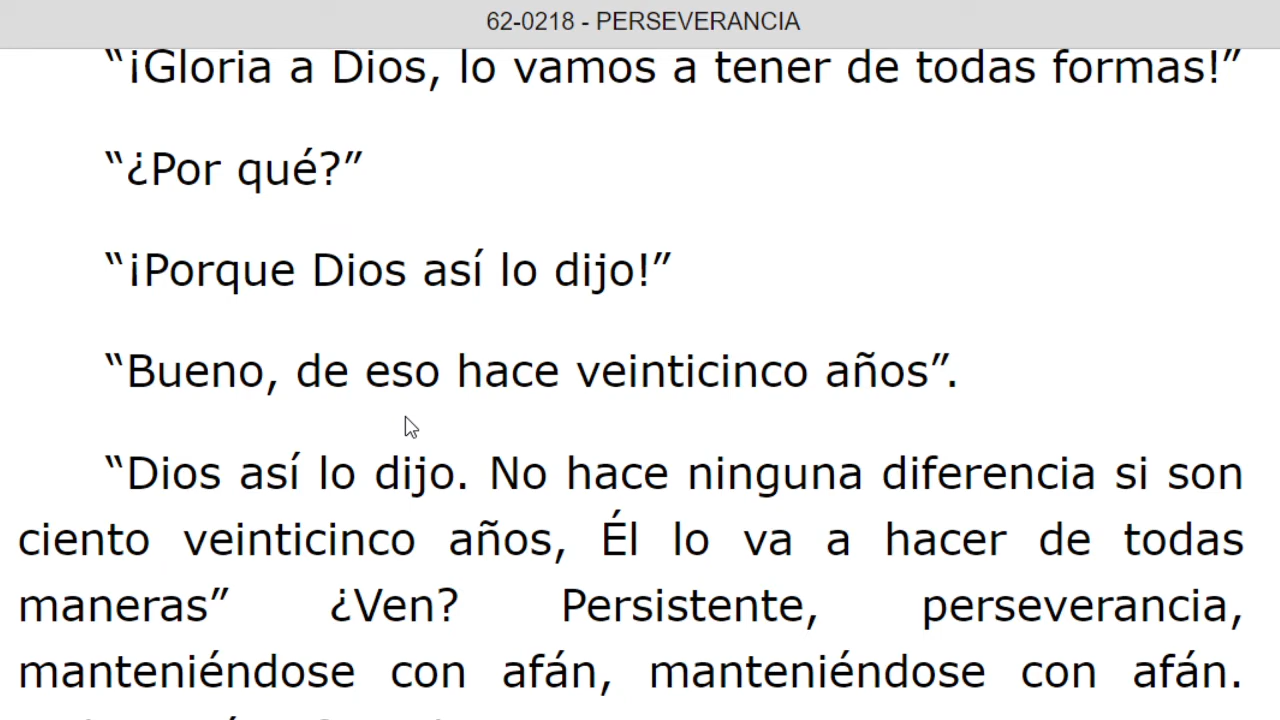 62-0218 - PERSEVERANCIA
“¡Gloria a Dios, lo vamos a tener de todas formas!”
“¿Por qué?”
“¡Porque Dios así lo dijo!”
“Bueno, de eso hace veinticinco años”.
“Dios así lo dijo. No hace ninguna diferencia si son
ciento veinticinco años, Él lo va a hacer de todas
maneras” ¿Ven? Persistente, perseverancia,
manteniéndose con afán, manteniéndose con afán.